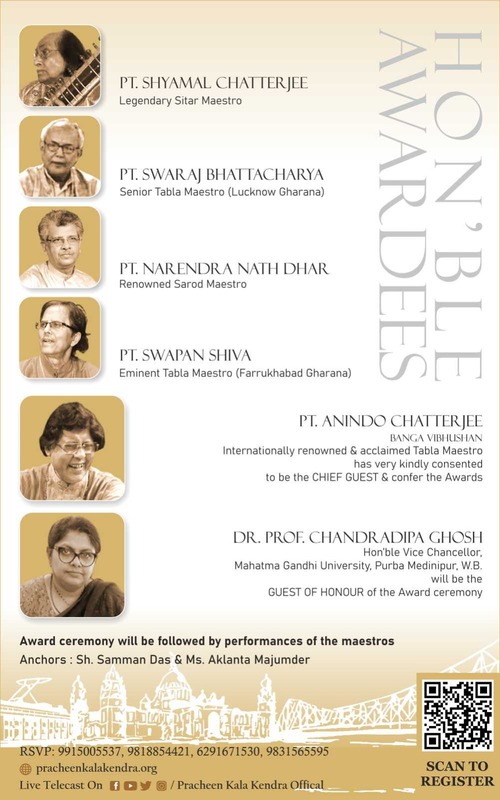 HON'BLE
AWARDEES
PT. SHYAMAL CHATTERJEE
Legendary Sitar Maestro
PT. SWARAJ BHATTACHARYA
Senior Tabla Maestro (Lucknow Gharana)
PT. NARENDRA NATH DHAR
Renowned Sarod Maestro
PT. SWAPAN SHIVA
Eminent Tabla Maestro (Farrukhabad Gharana)
PT. ANINDO CHATTERJEE
BANGA VIBHUSHAN
Internationally renowned & acclaimed Tabla Maestro
has very kindly consented
to be the CHIEF GUEST & confer the Awards
DR. PROF. CHANDRADIPA GHOSH
Hon'ble Vice Chancellor,
Mahatma Gandhi University, Purba Medinipur, W.B.
will be the
GUEST OF HONOUR of the Award ceremony
Award ceremony will be followed by performances of the maestros
Anchors : Sh. Samman Das & Ms. Aklanta Majumder
RSVP: 9915005537, 9818854421, 6291671530, 9831565595
pracheenkalakendra.org
Live Telecast On / Pracheen Kala Kendra Offical
SCAN TO
REGISTER